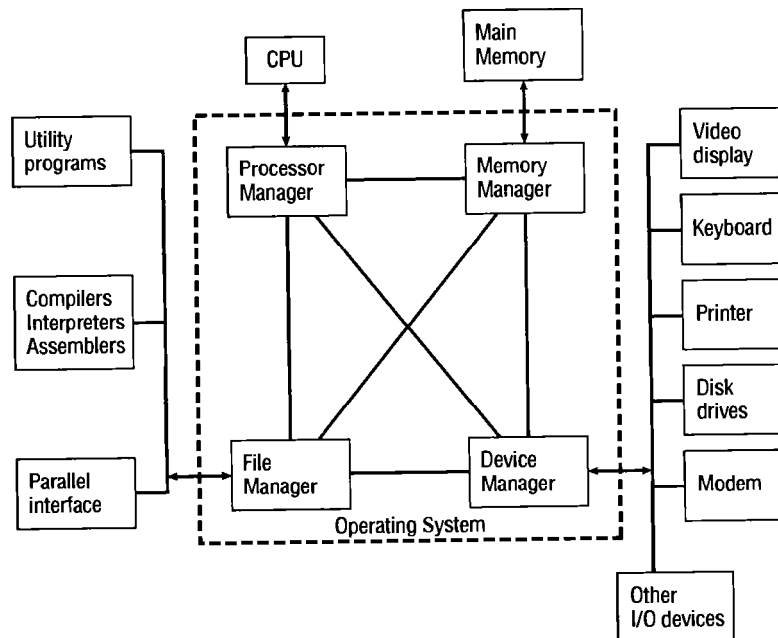 CPU
Main
Memory
Utility
programs
Processor
Manager
Memory
Manager
Video
display
Keyboard
Compilers
Interpreters
Assemblers
Printer
Disk
drives
Parallel
interface
File
Manager
Device
Manager
Modem
Operating System
Other
I/O devices